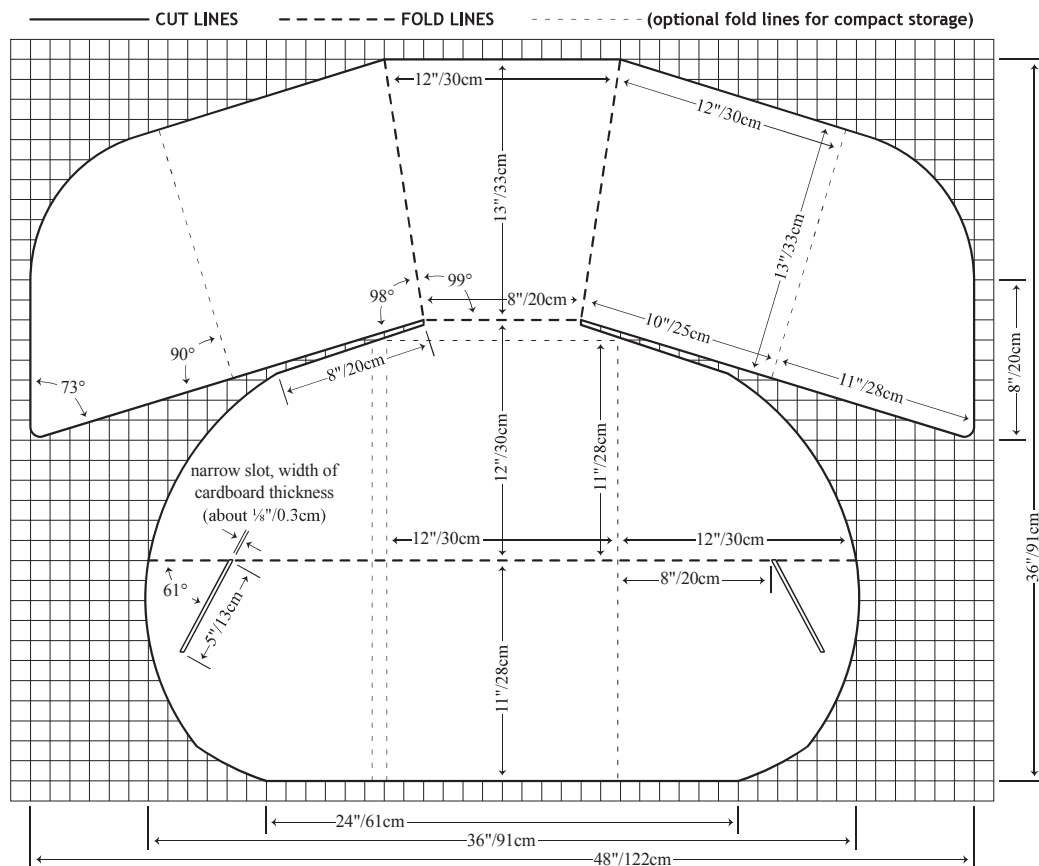 CUT LINES FOLD LINES (optional fold lines for compact storage)
12"/30cm
12"/30cm
13"/33cm
13"/33cm
98°
99°
8"/20cm
10"/25cm
8"/20cm
90°
73°
11"/28cm
8"/20cm
narrow slot, width of
cardboard thickness
(about ⅛"/0.3cm)
12"/30cm
11"/28cm
12"/30cm
12"/30cm
36"/91cm
61°
5"/13cm
8"/20cm
11"/28cm
24"/61cm
36"/91cm
48"/122cm